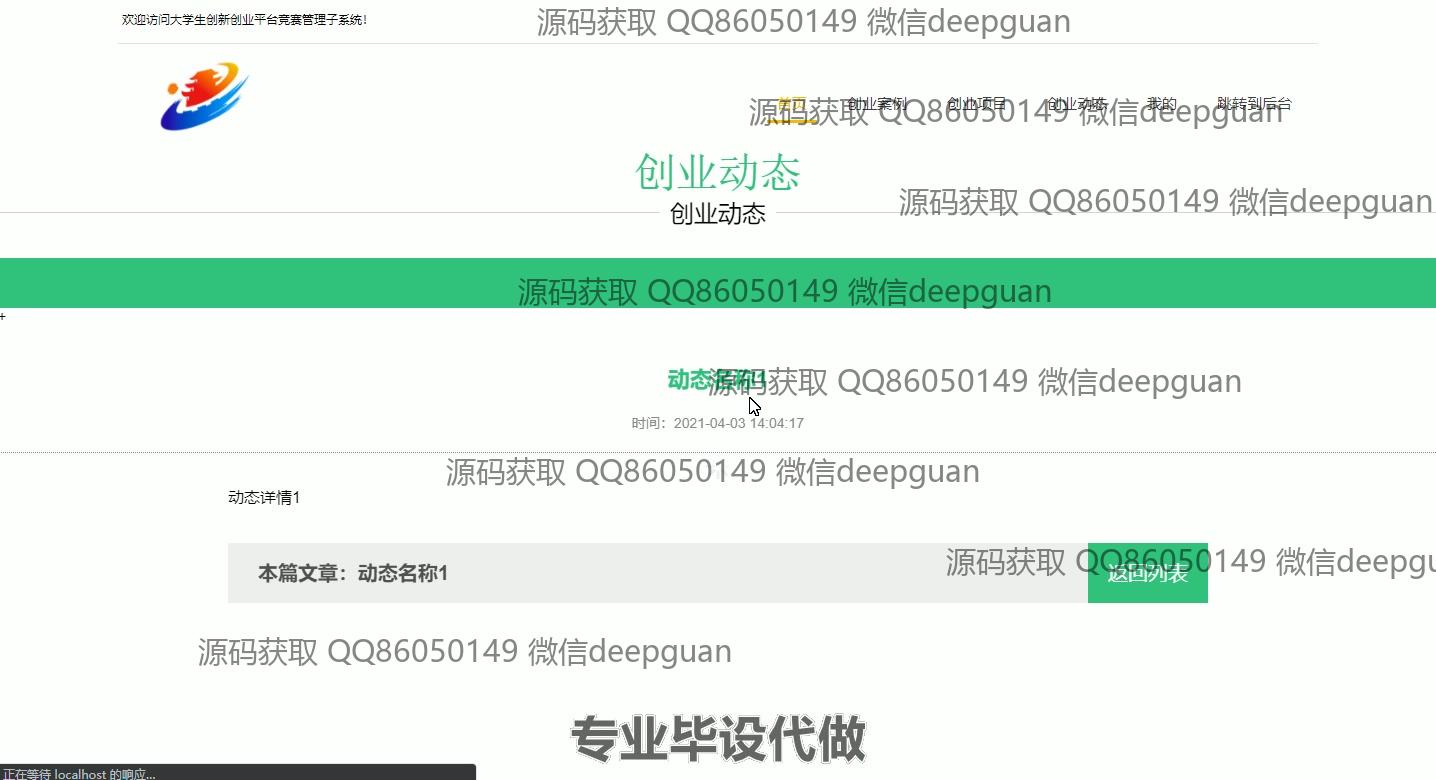 欢迎访问大学生创新创业平台竞赛管理子系统！
源码获取 QQ86050149 微信deepguan
首页 创业案例 创业项目 创业动态 我的 跳转到后台
源码获取 QQ86050149 微信deepguan
创业动态
源码获取 QQ86050149 微信deepguan
创业动态
源码获取 QQ86050149 微信deepguan
+
动态名称1
源码获取 QQ86050149 微信deepguan
时间：2021-04-03 14:04:17
源码获取 QQ86050149 微信deepguan
动态详情1
本篇文章：动态名称1
返回列表
源码获取 QQ86050149 微信deepgu
源码获取 QQ86050149 微信deepguan
专业毕设代做
正在等待 localhost 的响应...